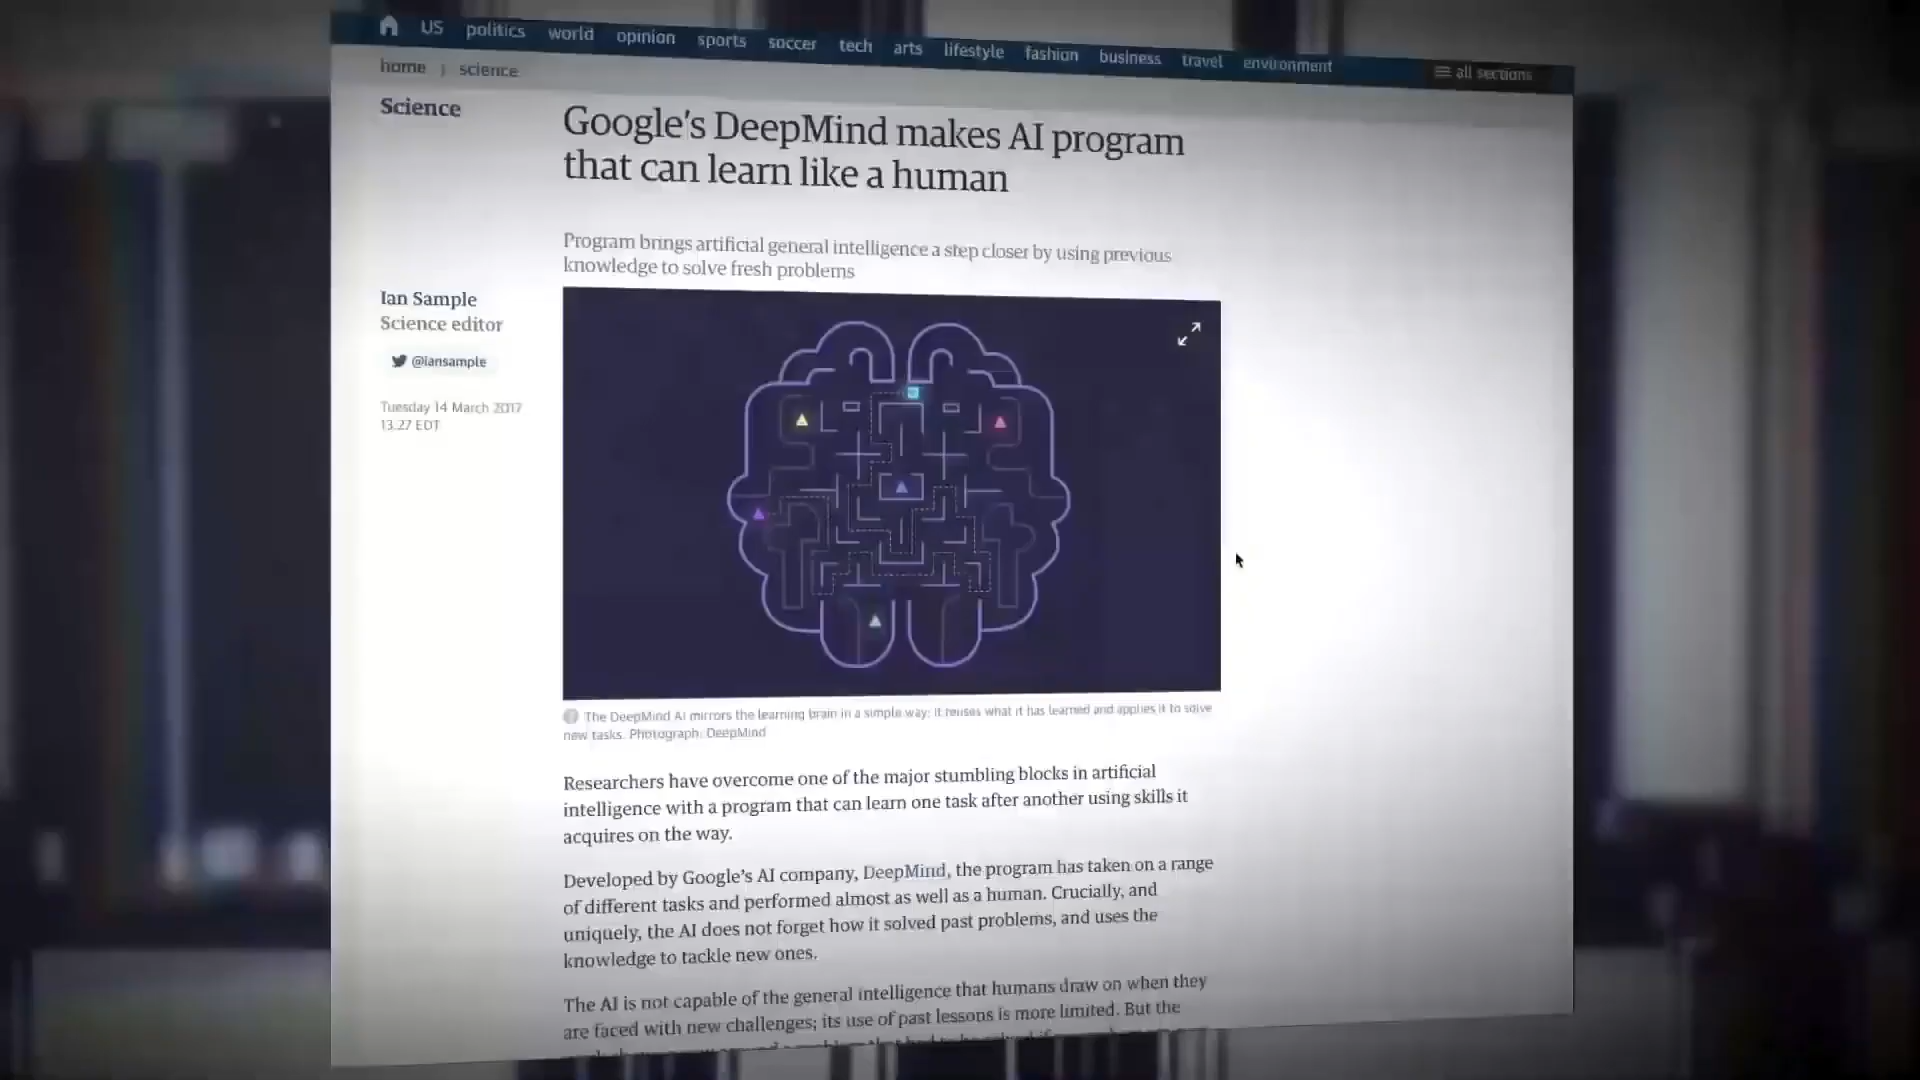 US politics world opinion sports soccer tech arts lifestyle fashion business travel environment all sections
home science
Science
Google's DeepMind makes AI program
that can learn like a human
Program brings artificial general intelligence a step closer by using previous
knowledge to solve fresh problems
Ian Sample
Science editor
@iansample
Tuesday 14 March 2017
13.27 EDT
The DeepMind AI mirrors the learning brain in a simple way: it reuses what it has learned and applies it to solve
new tasks. Photograph: DeepMind
Researchers have overcome one of the major stumbling blocks in artificial
intelligence with a program that can learn one task after another using skills it
acquires on the way.
Developed by Google's AI company, DeepMind, the program has taken on a range
of different tasks and performed almost as well as a human. Crucially, and
uniquely, the AI does not forget how it solved past problems, and uses the
knowledge to tackle new ones.
The AI is not capable of the general intelligence that humans draw on when they
are faced with new challenges; its use of past lessons is more limited. But the